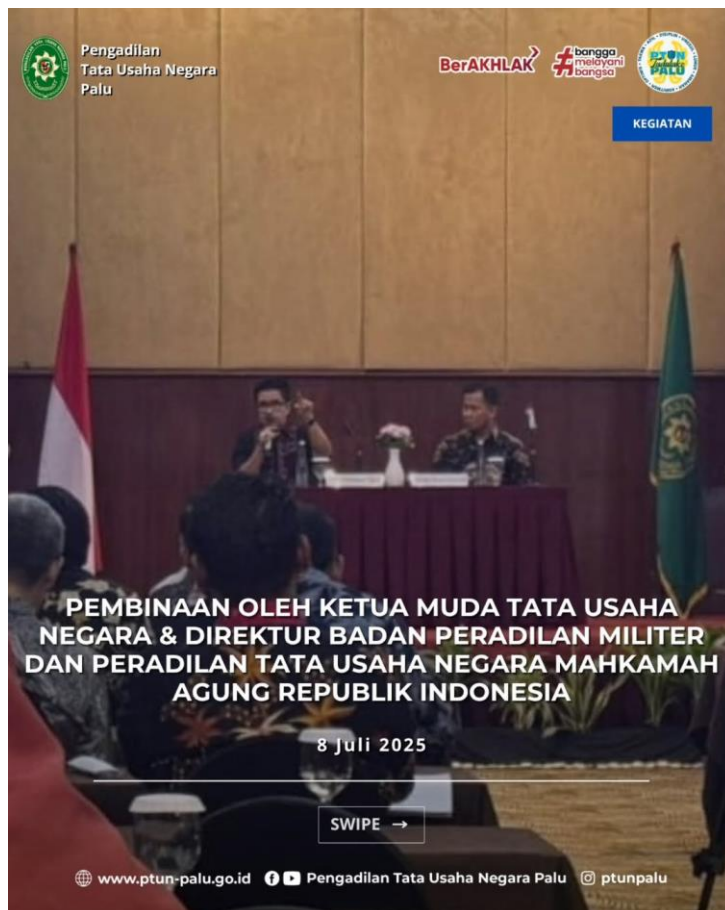 Pengadilan
Tata Usaha Negara
Palu
BerAKHLAK
#bangga
melayani
bangsa
PTUN
PALU
KEGIATAN
PEMBINAAN OLEH KETUA MUDA TATA USAHA
NEGARA & DIREKTUR BADAN PERADILAN MILITER
DAN PERADILAN TATA USAHA NEGARA MAHKAMAH
AGUNG REPUBLIK INDONESIA
8 Juli 2025
SWIPE →
www.ptun-palu.go.id Pengadilan Tata Usaha Negara Palu ptunpalu